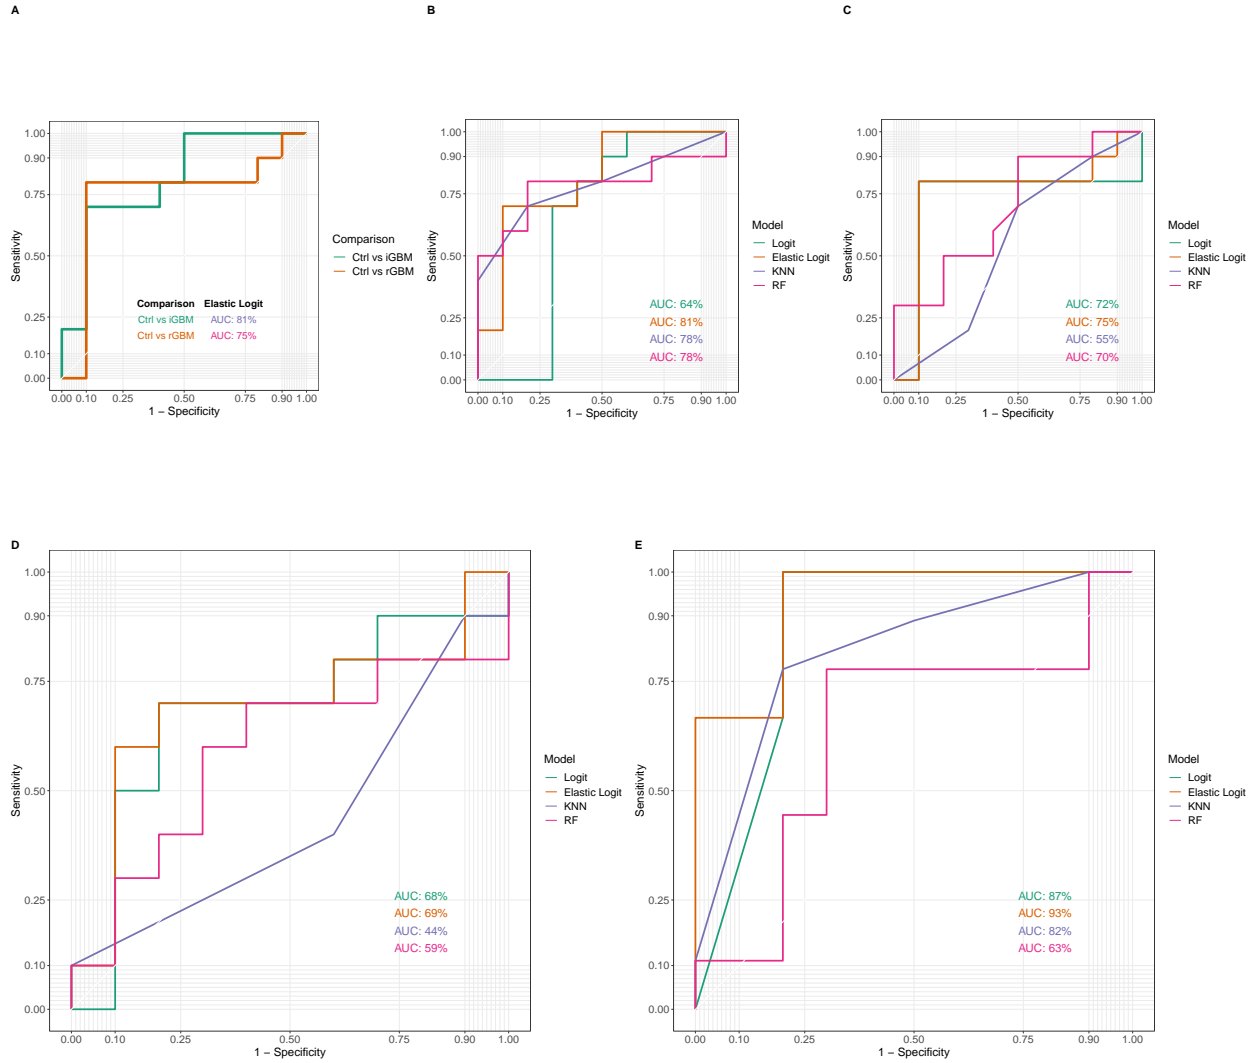 A
B
C
1.00
0.90
0.75
0.50
0.25
0.10
0.00
Sensitivity
0.00 0.10 0.25 0.50 0.75 0.90 1.00
1 − Specificity
Comparison Elastic Logit
Ctrl vs iGBM AUC: 81%
Ctrl vs rGBM AUC: 75%
Comparison
Ctrl vs iGBM
Ctrl vs rGBM
1.00
0.90
0.75
0.50
0.25
0.10
0.00
Sensitivity
0.00 0.10 0.25 0.50 0.75 0.90 1.00
1 − Specificity
AUC: 64%
AUC: 81%
AUC: 78%
AUC: 78%
Model
Logit
Elastic Logit
KNN
RF
1.00
0.90
0.75
0.50
0.25
0.10
0.00
Sensitivity
0.00 0.10 0.25 0.50 0.75 0.90 1.00
1 − Specificity
AUC: 72%
AUC: 75%
AUC: 55%
AUC: 70%
Model
Logit
Elastic Logit
KNN
RF
D
E
1.00
0.90
0.75
0.50
0.25
0.10
0.00
Sensitivity
0.00 0.10 0.25 0.50 0.75 0.90 1.00
1 − Specificity
AUC: 68%
AUC: 69%
AUC: 44%
AUC: 59%
Model
Logit
Elastic Logit
KNN
RF
1.00
0.90
0.75
0.50
0.25
0.10
0.00
Sensitivity
0.00 0.10 0.25 0.50 0.75 0.90 1.00
1 − Specificity
AUC: 87%
AUC: 93%
AUC: 82%
AUC: 63%
Model
Logit
Elastic Logit
KNN
RF